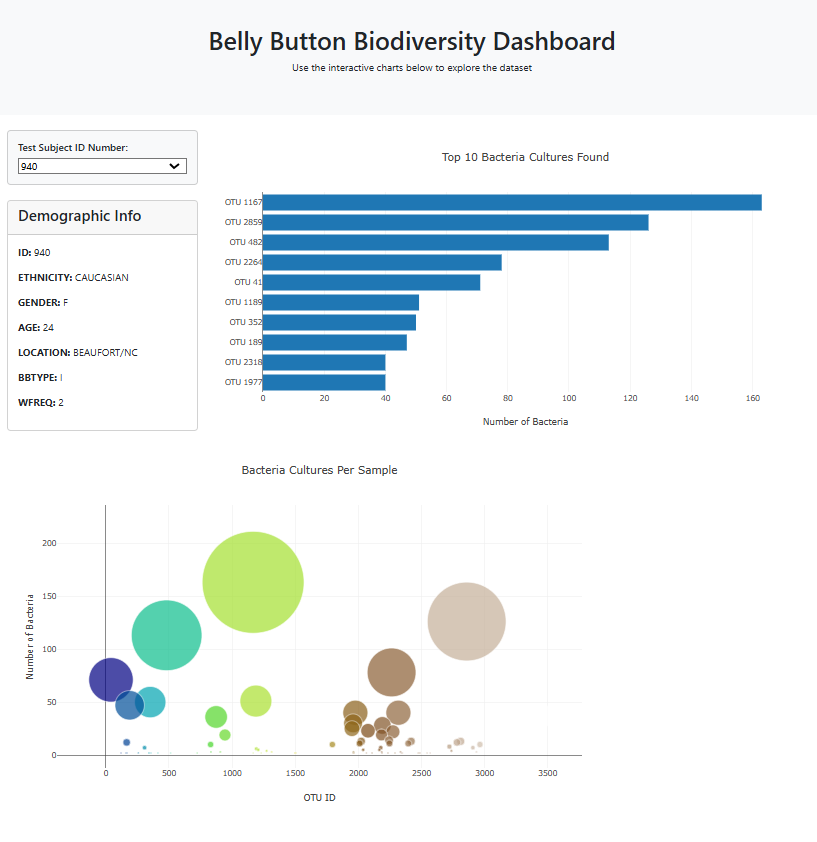 Belly Button Biodiversity Dashboard
Use the interactive charts below to explore the dataset
Test Subject ID Number:
940
Demographic Info
ID: 940
ETHNICITY: CAUCASIAN
GENDER: F
AGE: 24
LOCATION: BEAUFORT/NC
BBTYPE: I
WFREQ: 2
Top 10 Bacteria Cultures Found
OTU 1167
OTU 2859
OTU 482
OTU 2264
OTU 41
OTU 1189
OTU 352
OTU 189
OTU 2318
OTU 1977
0 20 40 60 80 100 120 140 160
Number of Bacteria
Bacteria Cultures Per Sample
200
150
100
50
0
Number of Bacteria
0 500 1000 1500 2000 2500 3000 3500
OTU ID